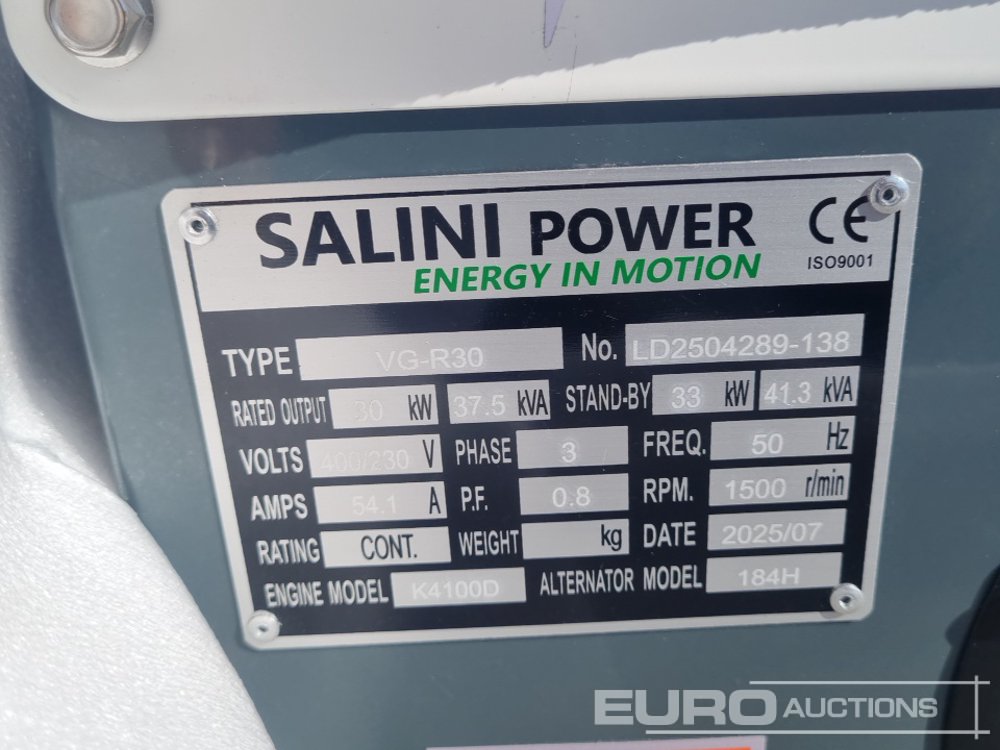 SALINI POWER
ENERGY IN MOTION
CE
ISO9001
TYPE VG-R30 No. LD2504289-138
RATED OUTPUT 30 kW 37.5 kVA STAND-BY 33 kW 41.3 kVA
VOLTS 400/230 V PHASE 3 FREQ. 50 Hz
AMPS 54.1 A P.F. 0.8 RPM. 1500 r/min
RATING CONT. WEIGHT kg DATE 2025/07
ENGINE MODEL K4100D ALTERNATOR MODEL 184H
EURO AUCTIONS